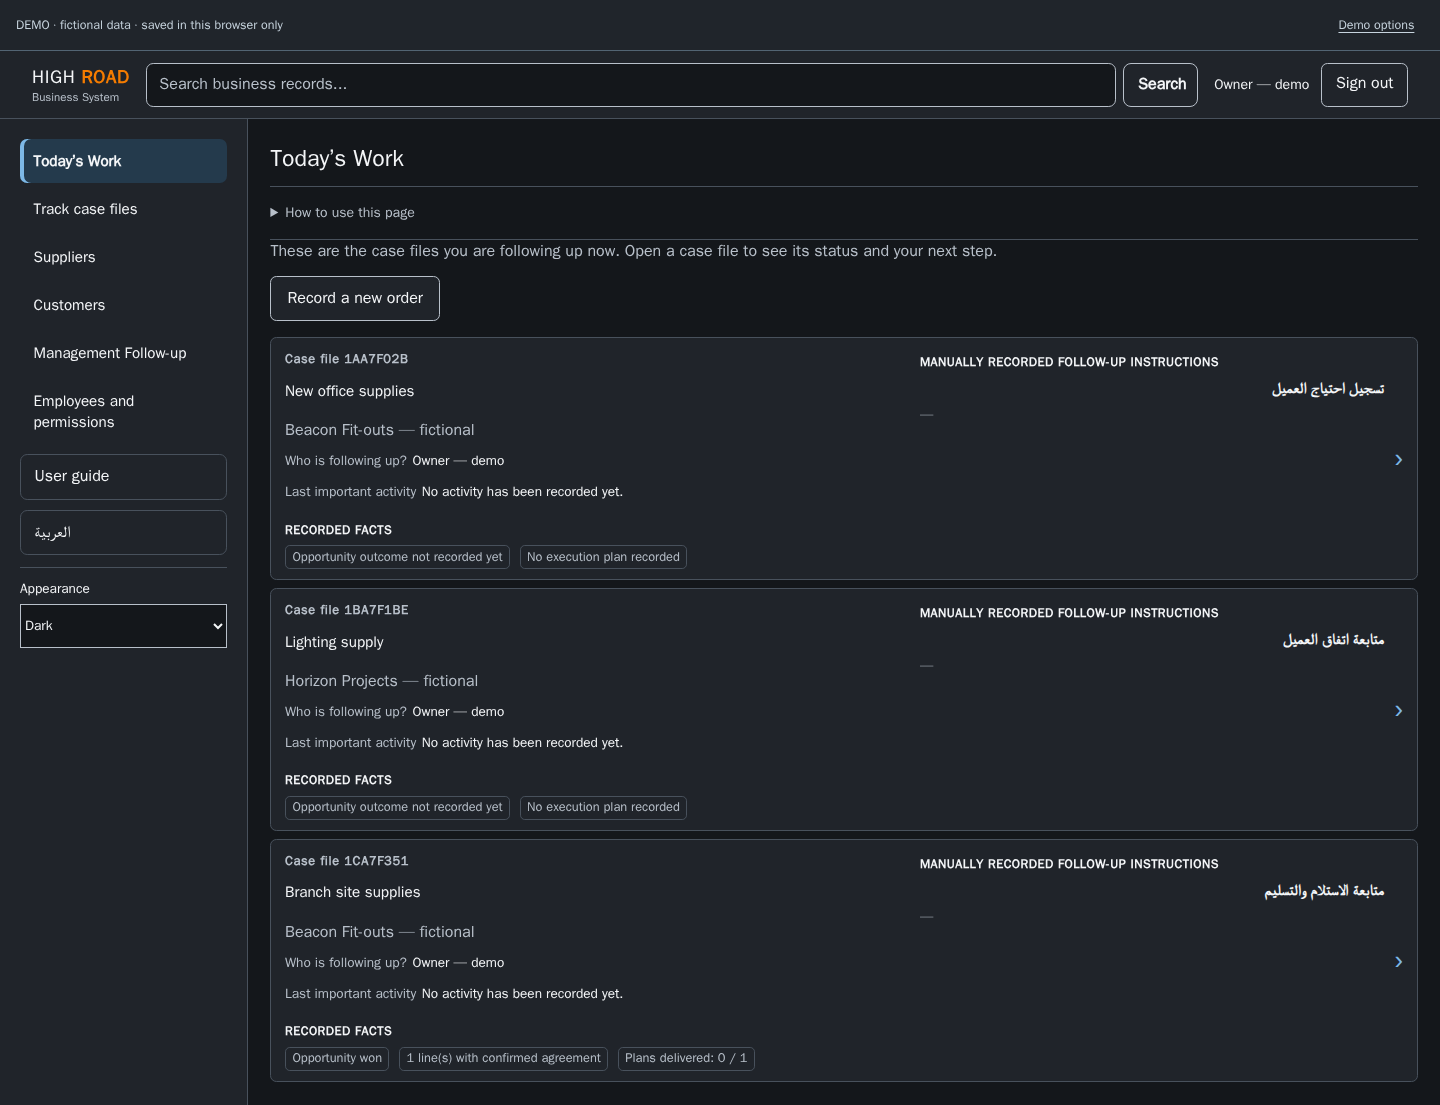 DEMO · fictional data · saved in this browser only
Demo options
HIGH ROAD
Business System
Search business records...
Search
Owner — demo
Sign out
Today's Work
Track case files
Suppliers
Customers
Management Follow-up
Employees and
permissions
User guide
العربية
Appearance
Dark
Today's Work
How to use this page
These are the case files you are following up now. Open a case file to see its status and your next step.
Record a new order
Case file 1AA7F02B
New office supplies
Beacon Fit-outs — fictional
Who is following up? Owner — demo
Last important activity No activity has been recorded yet.
RECORDED FACTS
Opportunity outcome not recorded yet
No execution plan recorded
MANUALLY RECORDED FOLLOW-UP INSTRUCTIONS
تسجيل احتياج العميل
—
Case file 1BA7F1BE
Lighting supply
Horizon Projects — fictional
Who is following up? Owner — demo
Last important activity No activity has been recorded yet.
RECORDED FACTS
Opportunity outcome not recorded yet
No execution plan recorded
MANUALLY RECORDED FOLLOW-UP INSTRUCTIONS
متابعة اتفاق العميل
—
Case file 1CA7F351
Branch site supplies
Beacon Fit-outs — fictional
Who is following up? Owner — demo
Last important activity No activity has been recorded yet.
RECORDED FACTS
Opportunity won
1 line(s) with confirmed agreement
Plans delivered: 0 / 1
MANUALLY RECORDED FOLLOW-UP INSTRUCTIONS
متابعة الاستلام والتسليم
—